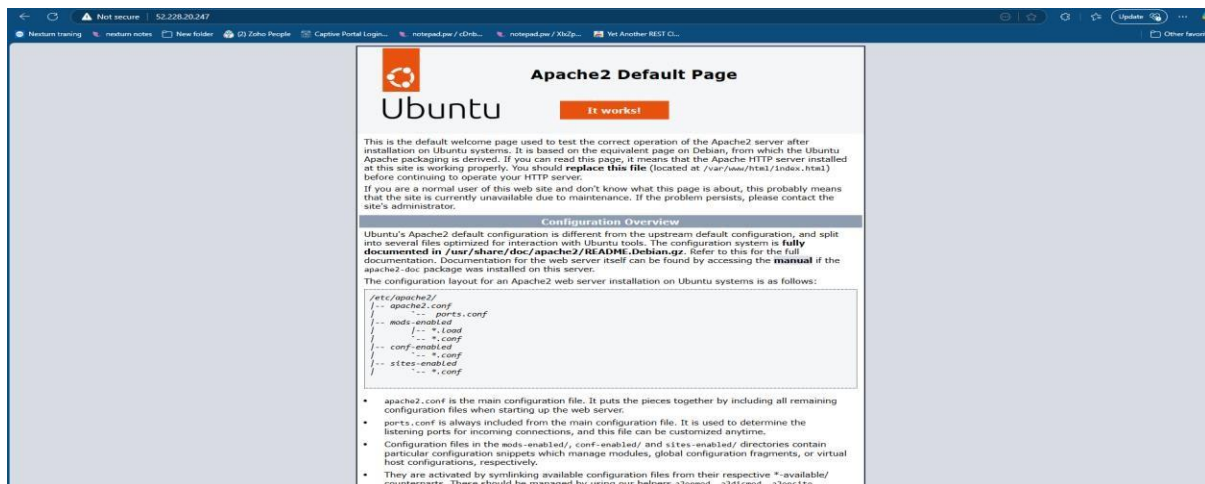 Not secure | 52.228.20.247
Update
Nexturn traning nexturn notes New folder (2) Zoho People Captive Portal Login... notepad.pw / cDnb... notepad.pw / XlxZp... Yet Another REST Cl... Other favori
Apache2 Default Page
Ubuntu
It works!
This is the default welcome page used to test the correct operation of the Apache2 server after
installation on Ubuntu systems. It is based on the equivalent page on Debian, from which the Ubuntu
Apache packaging is derived. If you can read this page, it means that the Apache HTTP server installed
at this site is working properly. You should replace this file (located at /var/www/html/index.html)
before continuing to operate your HTTP server.
If you are a normal user of this web site and don't know what this page is about, this probably means
that the site is currently unavailable due to maintenance. If the problem persists, please contact the
site's administrator.
Configuration Overview
Ubuntu's Apache2 default configuration is different from the upstream default configuration, and split
into several files optimized for interaction with Ubuntu tools. The configuration system is fully
documented in /usr/share/doc/apache2/README.Debian.gz. Refer to this for the full
documentation. Documentation for the web server itself can be found by accessing the manual if the
apache2-doc package was installed on this server.
The configuration layout for an Apache2 web server installation on Ubuntu systems is as follows:
/etc/apache2/
|-- apache2.conf
|       `--  ports.conf
|-- mods-enabled
|       |-- *.load
|       `-- *.conf
|-- conf-enabled
|       `-- *.conf
|-- sites-enabled
|       `-- *.conf
• apache2.conf is the main configuration file. It puts the pieces together by including all remaining
configuration files when starting up the web server.
• ports.conf is always included from the main configuration file. It is used to determine the
listening ports for incoming connections, and this file can be customized anytime.
• Configuration files in the mods-enabled/, conf-enabled/ and sites-enabled/ directories contain
particular configuration snippets which manage modules, global configuration fragments, or virtual
host configurations, respectively.
• They are activated by symlinking available configuration files from their respective *-available/
counterparts. These should be managed by using our helpers a2enmod, a2dismod, a2ensite,